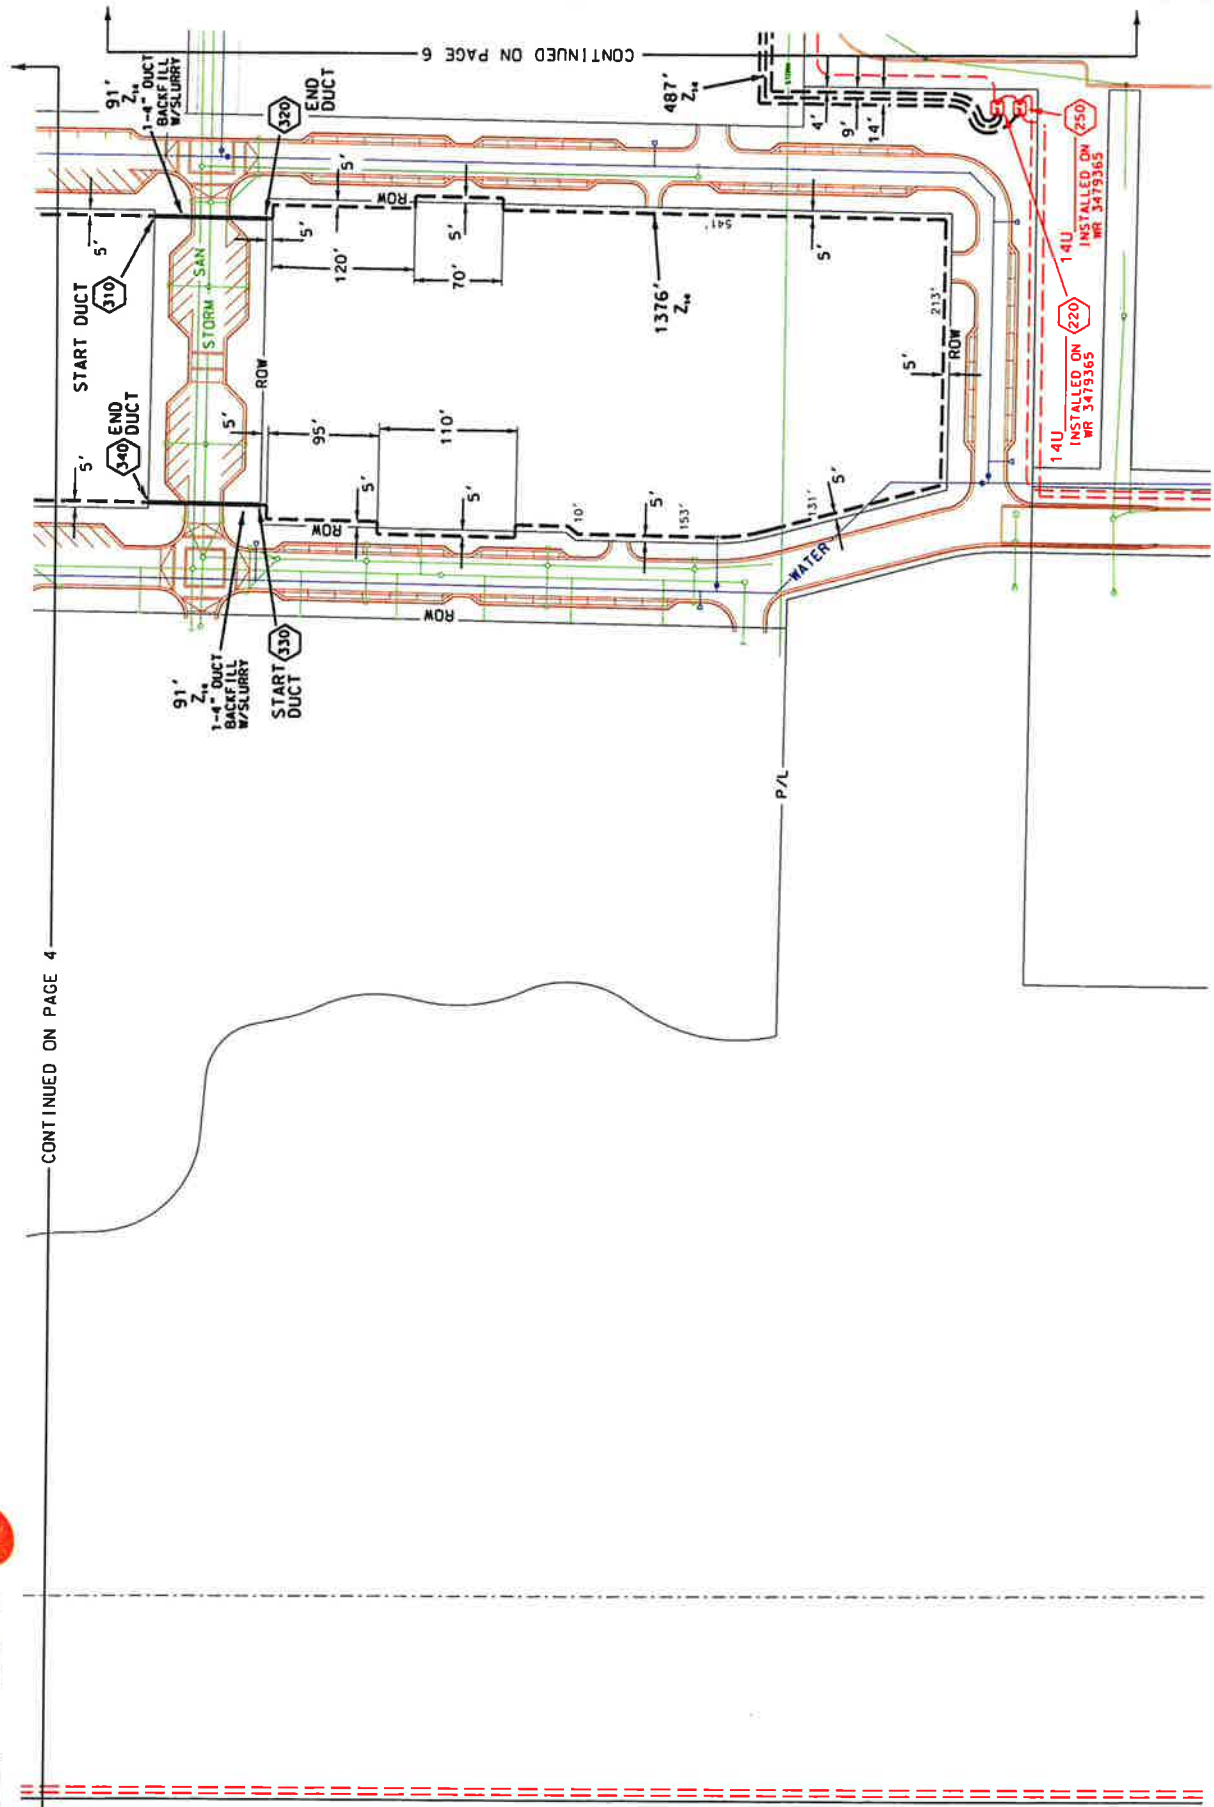 CONTINUED ON PAGE 6
CONTINUED ON PAGE 4
91'
Z14
1-4" DUCT
BACKFILL
W/SLURRY
320
END
DUCT
5'
START DUCT
310
5'
340
END
DUCT
SAN
STORM
ROW
5'
5'
ROW
120'
5'
70'
541'
5'
1376'
Z14
213'
5'
ROW
5'
95'
110'
5'
5'
ROW
10'
5'
153'
131'
5'
WATER
ROW
91'
Z14
1-4" DUCT
BACKFILL
W/SLURRY
330
START
DUCT
487'
Z14
4'
9'
14'
STORM
250
14U
INSTALLED ON
WR 3479365
220
14U
INSTALLED ON
WR 3479365
P/L